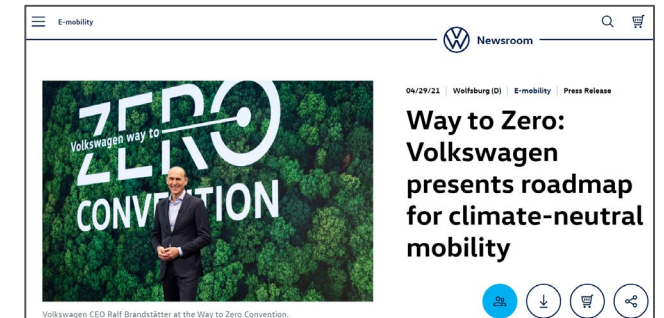 E-mobility
Newsroom
Volkswagen way to
ZERO
CONVENTION
Volkswagen CEO Ralf Brandstätter at the Way to Zero Convention.
04/29/21 | Wolfsburg (D) | E-mobility | Press Release
Way to Zero:
Volkswagen
presents roadmap
for climate-neutral
mobility